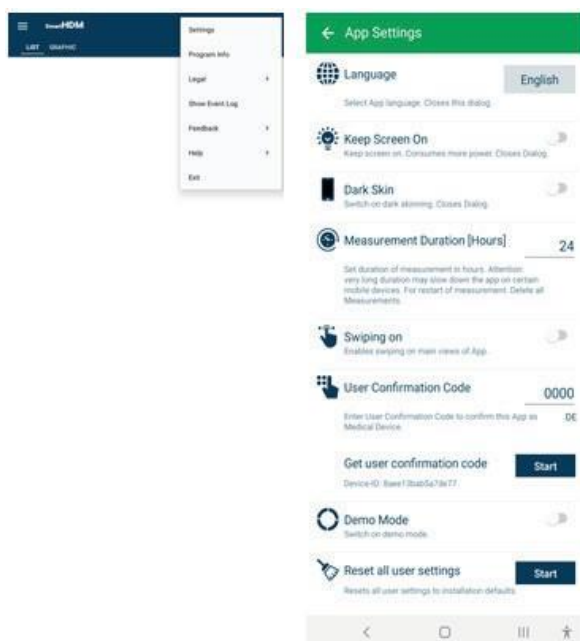 SmartHDM
LIST GRAPHIC
Settings
Program Info
Legal
Show Event Log
Feedback
Help
Exit
App Settings
Language
English
Select App language. Closes this dialog.
Keep Screen On
Keep screen on. Consumes more power. Closes Dialog.
Dark Skin
Switch on dark skinning. Closes Dialog.
Measurement Duration [Hours]
24
Set duration of measurement in hours. Attention:
very long duration may slow down the app on certain
mobile devices. For restart of measurement: Delete all
Measurements.
Swiping on
Enables swiping on main views of App.
User Confirmation Code
0000
Enter User Confirmation Code to confirm this App as
Medical Device.
DE
Get user confirmation code
Start
Device-ID:
Demo Mode
Switch on demo mode.
Reset all user settings
Start
Resets all user settings to installation defaults.